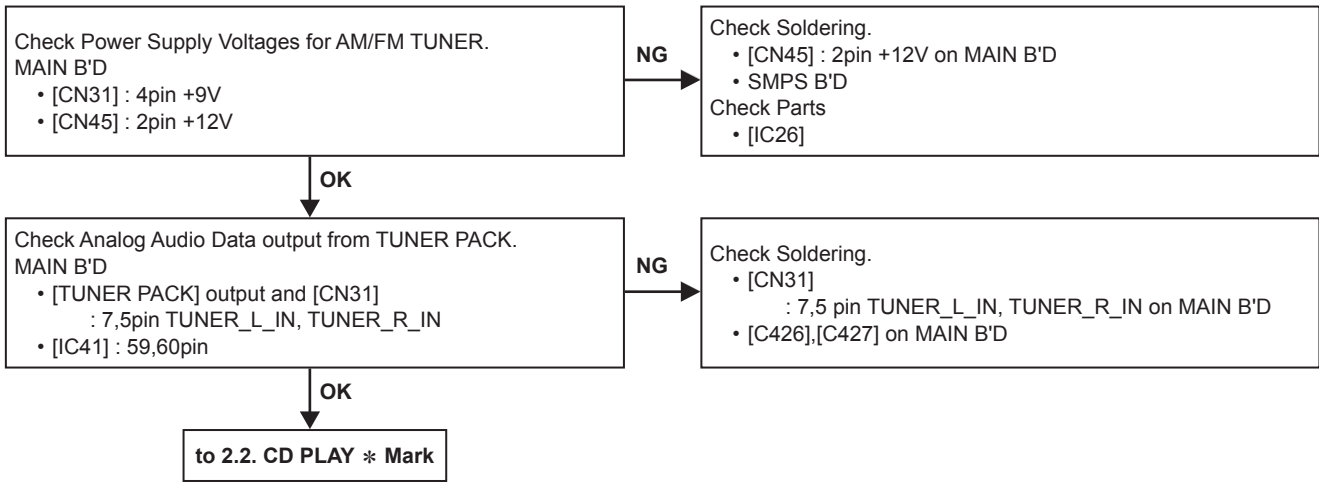 Check Power Supply Voltages for AM/FM TUNER.
MAIN B'D
• [CN31] : 4pin +9V
• [CN45] : 2pin +12V
NG
Check Soldering.
• [CN45] : 2pin +12V on MAIN B'D
• SMPS B'D
Check Parts
• [IC26]
OK
Check Analog Audio Data output from TUNER PACK.
MAIN B'D
• [TUNER PACK] output and [CN31]
: 7,5pin TUNER_L_IN, TUNER_R_IN
• [IC41] : 59,60pin
NG
Check Soldering.
• [CN31]
: 7,5 pin TUNER_L_IN, TUNER_R_IN on MAIN B'D
• [C426],[C427] on MAIN B'D
OK
to 2.2. CD PLAY * Mark